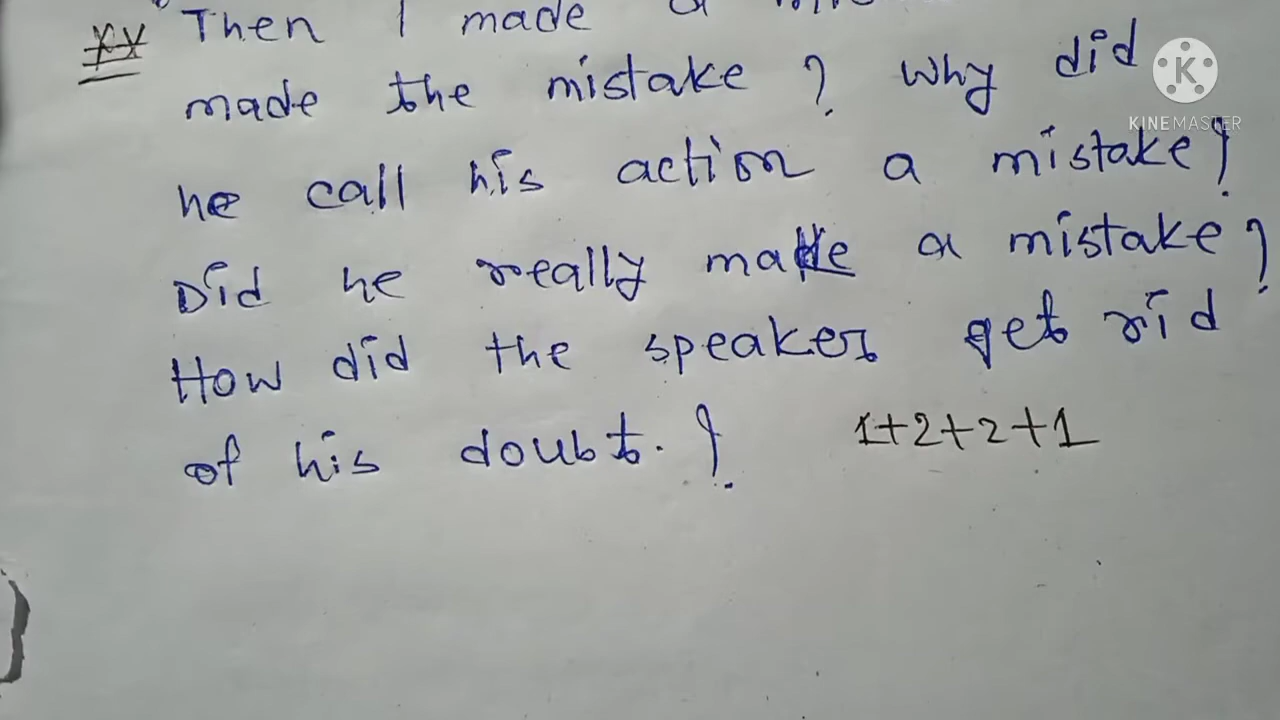 xv Then I made a
made the mistake ? Why did
he call his action a mistake?
Did he really make a mistake?
How did the speaker get rid
of his doubt. ? 1+2+2+1
KINEMASTER